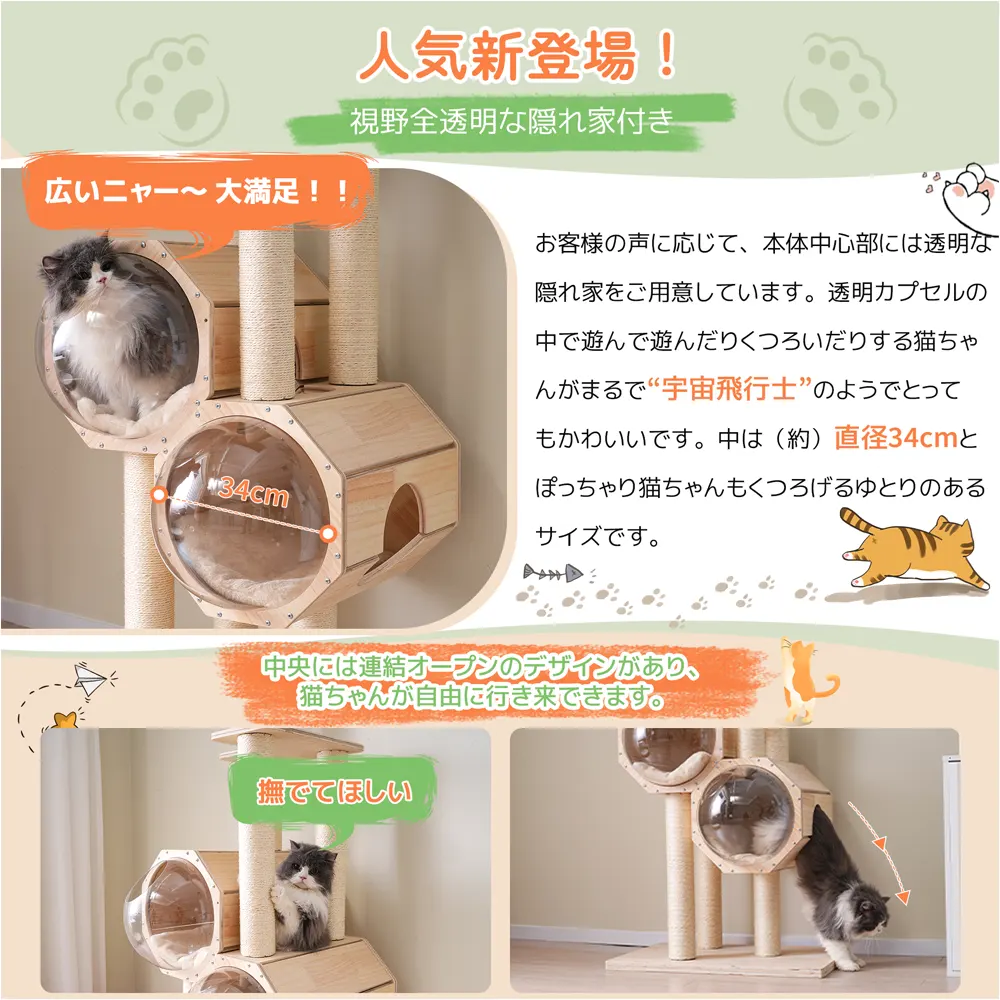 人気新登場！
視野全透明な隠れ家付き
広いニャー～ 大満足！！
お客様の声に応じて、本体中心部には透明な
隠れ家をご用意しています。透明カプセルの
中で遊んで遊んだりくつろいだりする猫ちゃ
んがまるで“宇宙飛行士”のようでとって
もかわいいです。中は（約）直径34cmと
ぽっちゃり猫ちゃんもくつろげるゆとりのある
サイズです。
34cm
中央には連結オープンのデザインがあり、
猫ちゃんが自由に行き来できます。
撫でてほしい